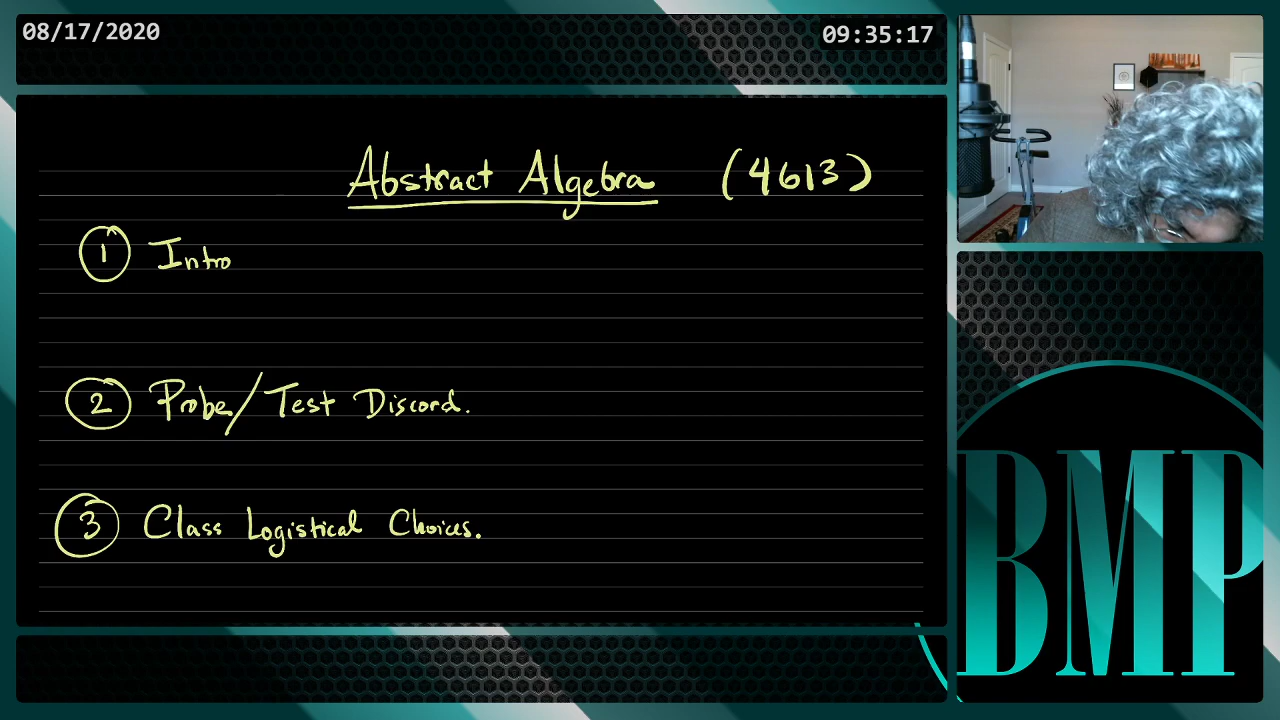 08/17/2020
09:35:17
Abstract Algebra (4613)
1 Intro
2 Probe/Test Discord.
3 Class Logistical Choices.
BMP